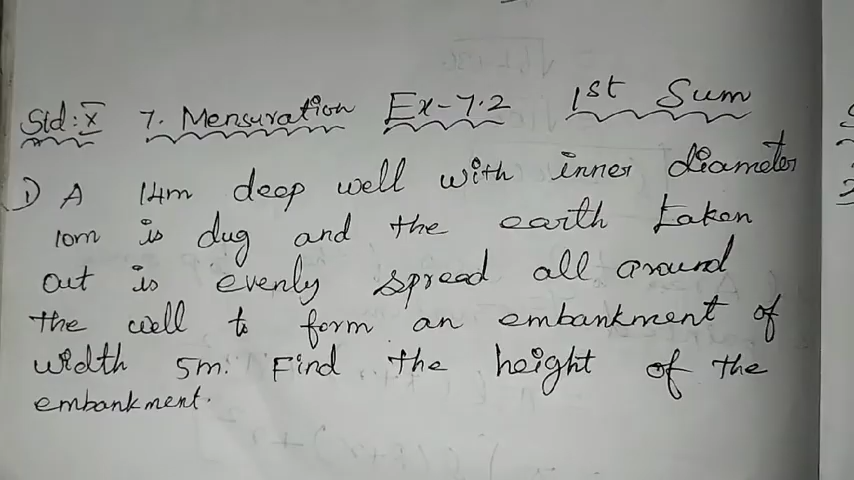 Std: X 7. Mensuration Ex-7.2 1st Sum
1) A 14m deep well with inner diameter
10m is dug and the earth taken
out is evenly spread all around
the well to form an embankment of
width 5m. Find the height of the
embankment.